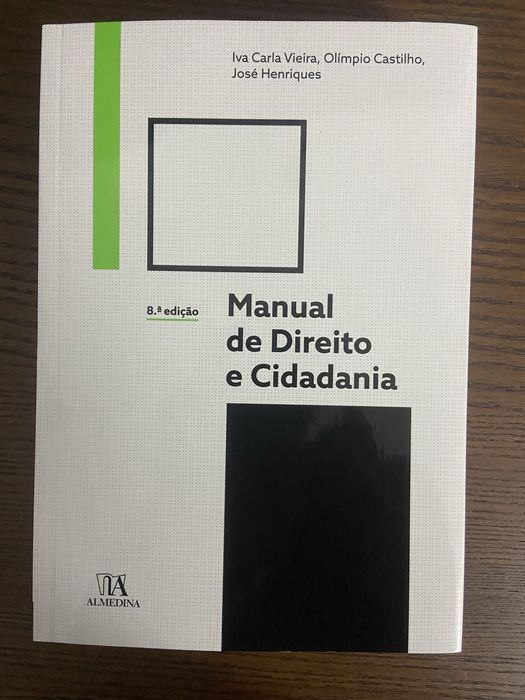 Iva Carla Vieira, Olímpio Castilho,
José Henriques
8.ª edição
Manual
de Direito
e Cidadania
ALMEDINA